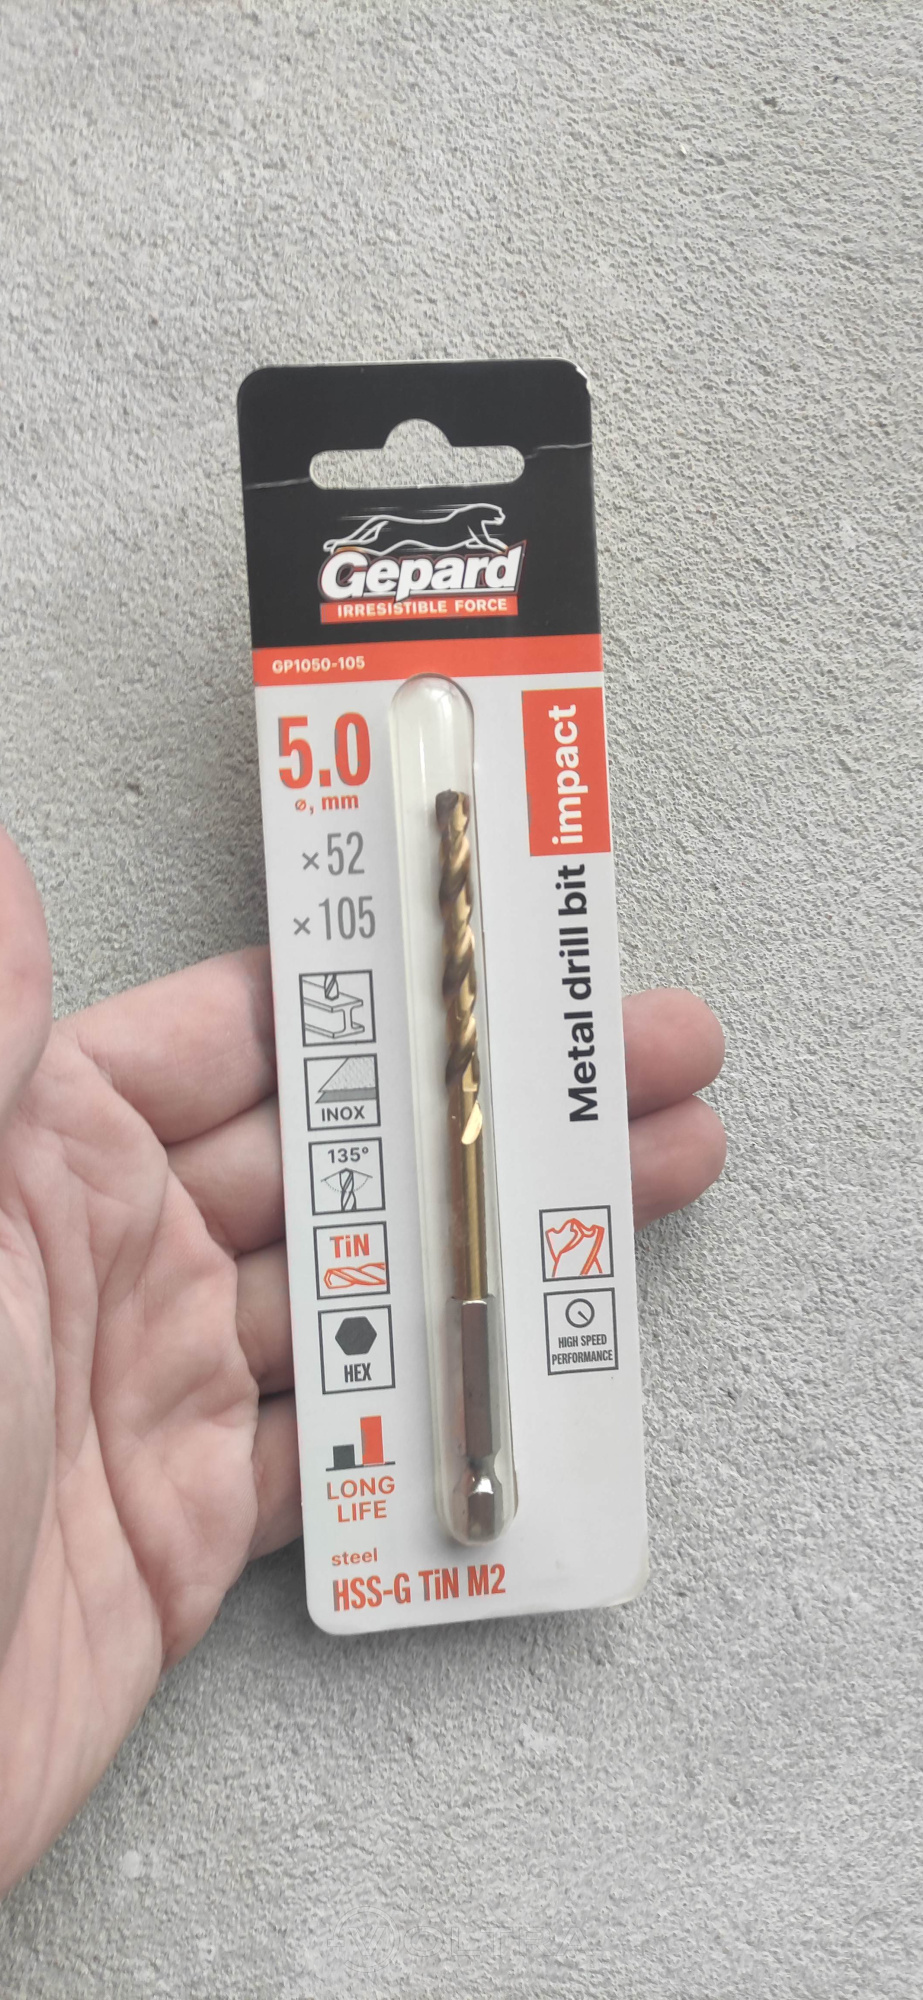 Gepard
IRRESISTIBLE FORCE
GP1050-105
5.0
⌀, mm
×52
×105
Metal drill bit impact
INOX
135°
TiN
HEX
LONG
LIFE
HIGH SPEED
PERFORMANCE
steel
HSS-G TiN M2